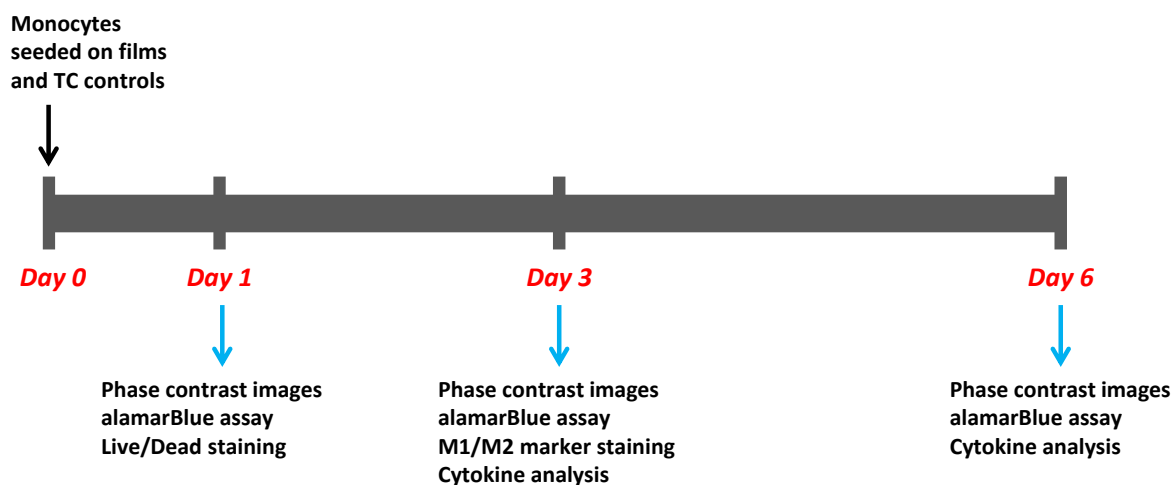 Monocytes
seeded on films
and TC controls
Day 0
Day 1
Day 3
Day 6
Phase contrast images
alamarBlue assay
Live/Dead staining
Phase contrast images
alamarBlue assay
M1/M2 marker staining
Cytokine analysis
Phase contrast images
alamarBlue assay
Cytokine analysis